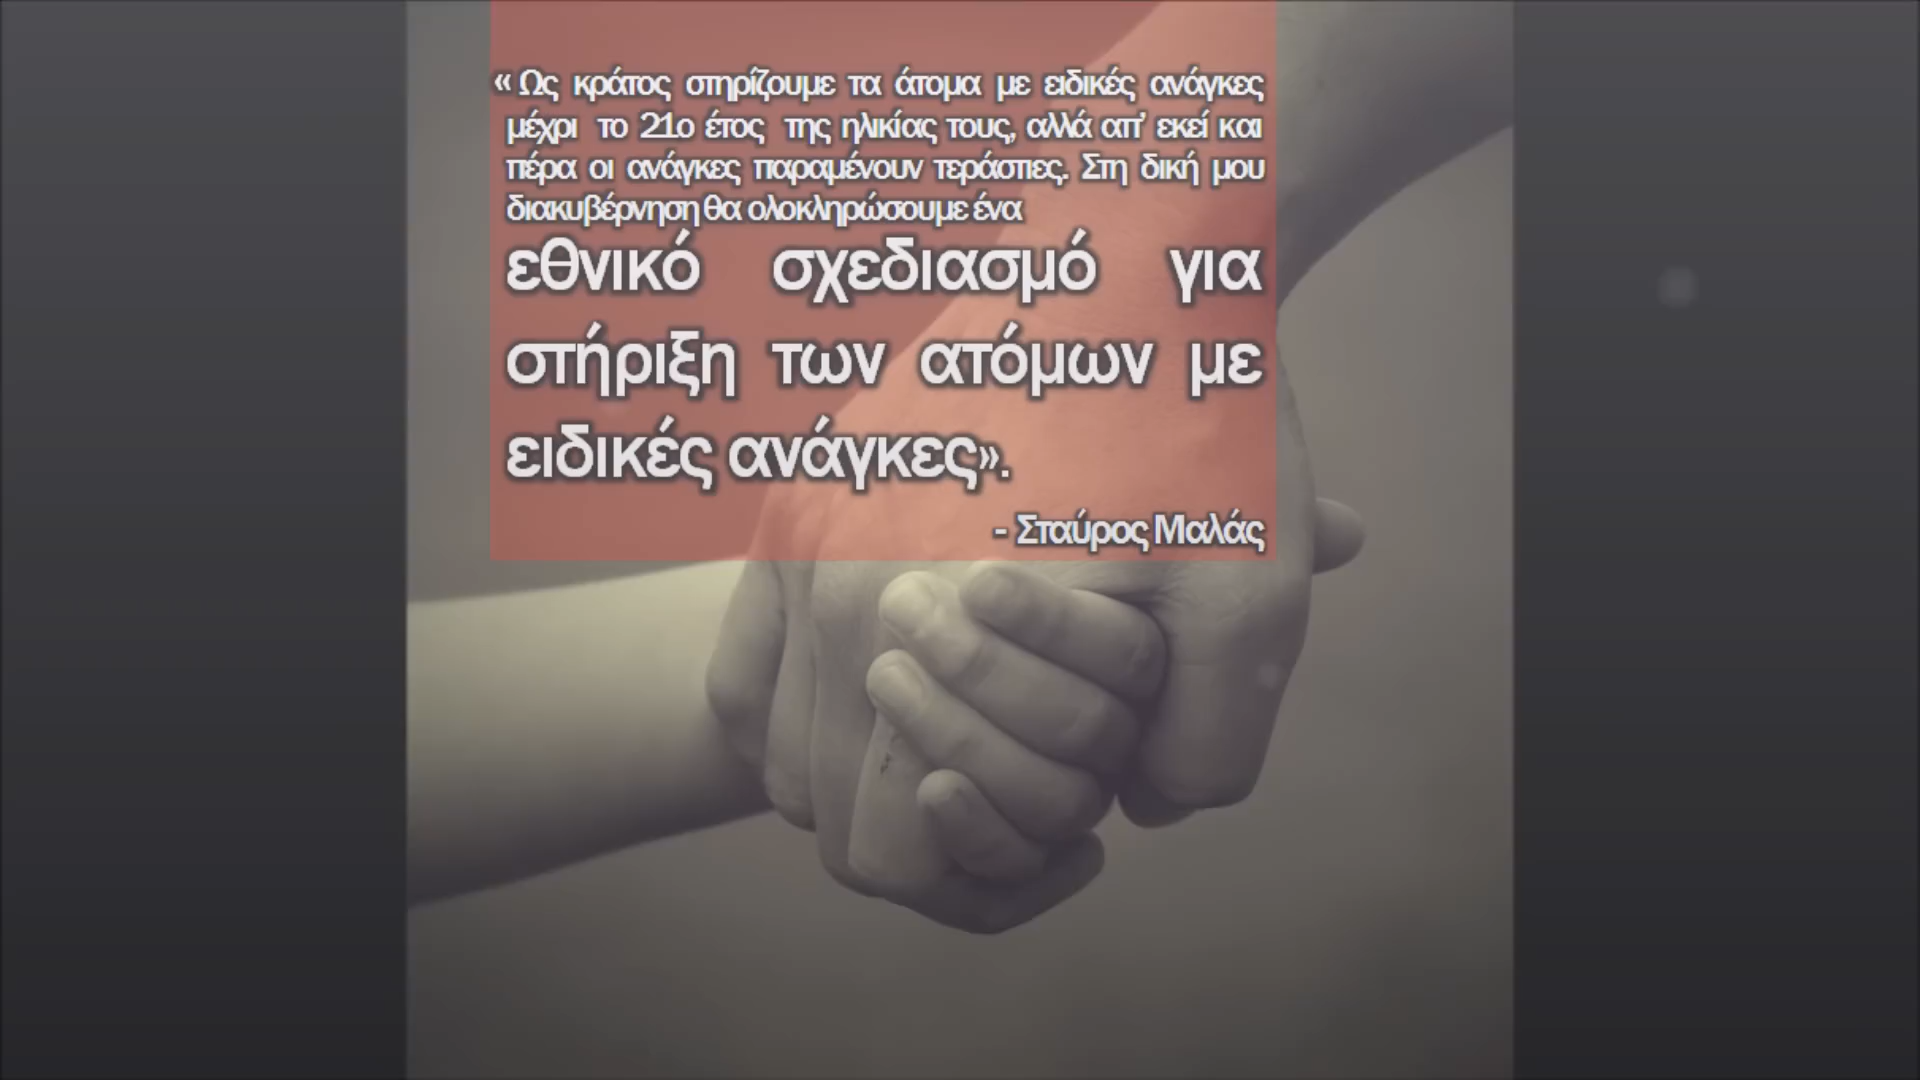 « Ως κράτος στηρίζουμε τα άτομα με ειδικές ανάγκες
μέχρι το 21ο έτος της ηλικίας τους, αλλά απ’ εκεί και
πέρα οι ανάγκες παραμένουν τεράστιες. Στη δική μου
διακυβέρνηση θα ολοκληρώσουμε ένα
εθνικό σχεδιασμό για
στήριξη των ατόμων με
ειδικές ανάγκες».
- Σταύρος Μαλάς